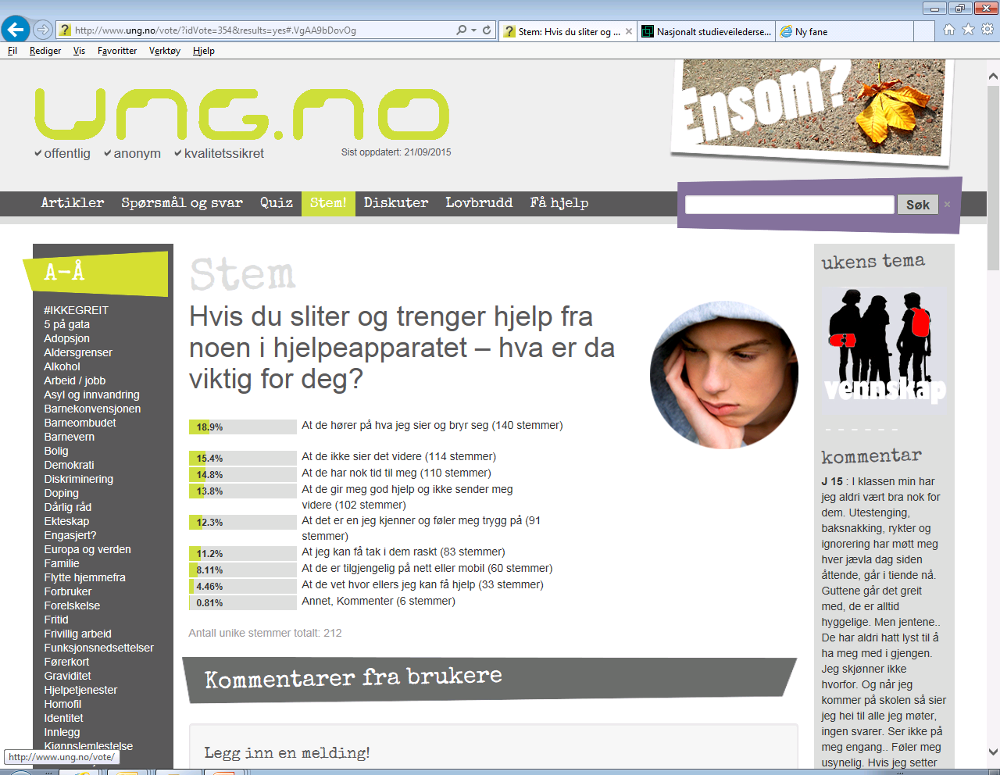 http://www.ung.no/vote/?idVote=354&results=yes#.VgAA9bDovOg
Stem: Hvis du sliter og ...
Nasjonalt studieveilederse...
Ny fane
Fil Rediger Vis Favoritter Verktøy Hjelp
ung.no
offentlig anonym kvalitetssikret
Sist oppdatert: 21/09/2015
Ensom?
Artikler Spørsmål og svar Quiz Stem! Diskuter Lovbrudd Få hjelp
Søk
A-Å
#IKKEGREIT
5 på gata
Adopsjon
Aldersgrenser
Alkohol
Arbeid / jobb
Asyl og innvandring
Barnekonvensjonen
Barneombudet
Barnevern
Bolig
Demokrati
Diskriminering
Doping
Dårlig råd
Ekteskap
Engasjert?
Europa og verden
Familie
Flytte hjemmefra
Forbruker
Forelskelse
Fritid
Frivillig arbeid
Funksjonsnedsettelser
Førerkort
Graviditet
Hjelpetjenester
Homofil
Identitet
Innlegg
Kjønnslemlestelse
http://www.ung.no/vote/
Stem
Hvis du sliter og trenger hjelp fra
noen i hjelpeapparatet – hva er da
viktig for deg?
18.9% At de hører på hva jeg sier og bryr seg (140 stemmer)
15.4% At de ikke sier det videre (114 stemmer)
14.8% At de har nok tid til meg (110 stemmer)
13.8% At de gir meg god hjelp og ikke sender meg
videre (102 stemmer)
12.3% At det er en jeg kjenner og føler meg trygg på (91
stemmer)
11.2% At jeg kan få tak i dem raskt (83 stemmer)
8.11% At de er tilgjengelig på nett eller mobil (60 stemmer)
4.46% At de vet hvor ellers jeg kan få hjelp (33 stemmer)
0.81% Annet, Kommenter (6 stemmer)
Antall unike stemmer totalt: 212
Kommentarer fra brukere
Legg inn en melding!
ukens tema
vennskap
kommentar
J 15 : I klassen min har
jeg aldri vært bra nok for
dem. Utestenging,
baksnakking, rykter og
ignorering har møtt meg
hver jævla dag siden
åttende, går i tiende nå.
Guttene går det greit
med, de er alltid
hyggelige. Men jentene..
De har aldri hatt lyst til å
ha meg med i gjengen.
Jeg skjønner ikke
hvorfor. Og når jeg
kommer på skolen så sier
jeg hei til alle jeg møter,
ingen svarer. Ser ikke på
meg engang.. Føler meg
usynelig. Hvis jeg setter